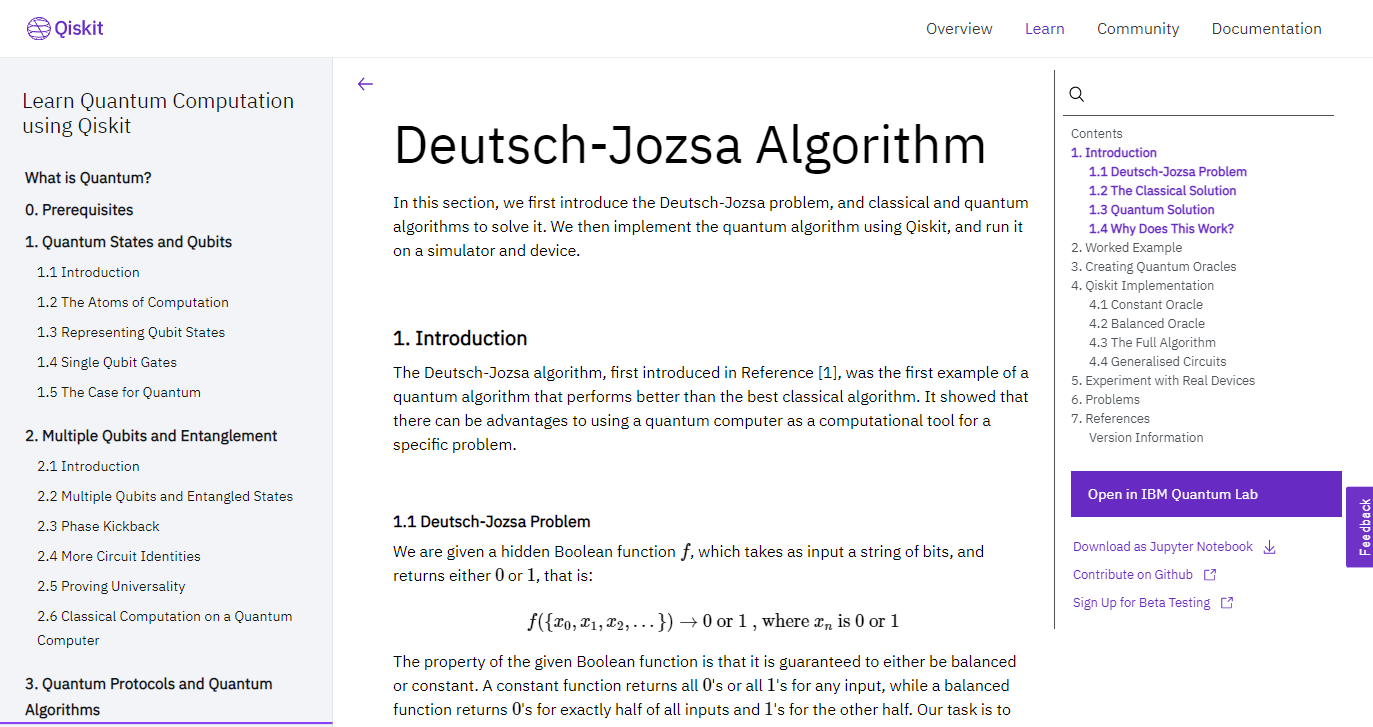 Qiskit
Overview
Learn
Community
Documentation
Learn Quantum Computation
using Qiskit
What is Quantum?
0. Prerequisites
1. Quantum States and Qubits
1.1 Introduction
1.2 The Atoms of Computation
1.3 Representing Qubit States
1.4 Single Qubit Gates
1.5 The Case for Quantum
2. Multiple Qubits and Entanglement
2.1 Introduction
2.2 Multiple Qubits and Entangled States
2.3 Phase Kickback
2.4 More Circuit Identities
2.5 Proving Universality
2.6 Classical Computation on a Quantum
Computer
3. Quantum Protocols and Quantum
Algorithms
Deutsch-Jozsa Algorithm
In this section, we first introduce the Deutsch-Jozsa problem, and classical and quantum
algorithms to solve it. We then implement the quantum algorithm using Qiskit, and run it
on a simulator and device.
1. Introduction
The Deutsch-Jozsa algorithm, first introduced in Reference [1], was the first example of a
quantum algorithm that performs better than the best classical algorithm. It showed that
there can be advantages to using a quantum computer as a computational tool for a
specific problem.
1.1 Deutsch-Jozsa Problem
We are given a hidden Boolean function f, which takes as input a string of bits, and
returns either 0 or 1, that is:
f({x₀, x₁, x₂, ...}) → 0 or 1 , where xₙ is 0 or 1
The property of the given Boolean function is that it is guaranteed to either be balanced
or constant. A constant function returns all 0's or all 1's for any input, while a balanced
function returns 0's for exactly half of all inputs and 1's for the other half. Our task is to
Contents
1. Introduction
1.1 Deutsch-Jozsa Problem
1.2 The Classical Solution
1.3 Quantum Solution
1.4 Why Does This Work?
2. Worked Example
3. Creating Quantum Oracles
4. Qiskit Implementation
4.1 Constant Oracle
4.2 Balanced Oracle
4.3 The Full Algorithm
4.4 Generalised Circuits
5. Experiment with Real Devices
6. Problems
7. References
Version Information
Open in IBM Quantum Lab
Download as Jupyter Notebook
Contribute on Github
Sign Up for Beta Testing
Feedback